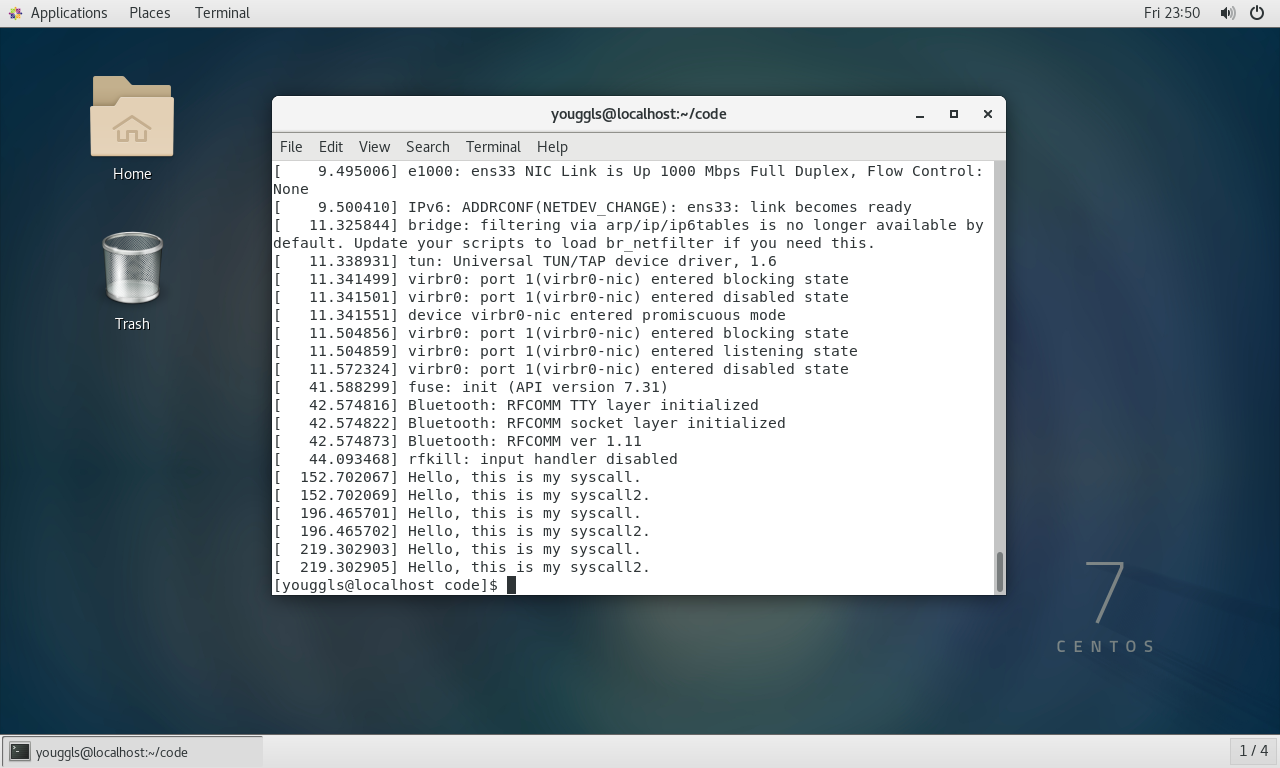 Applications Places Terminal Fri 23:50
Home
Trash
youggls@localhost:~/code
File Edit View Search Terminal Help
[    9.495006] e1000: ens33 NIC Link is Up 1000 Mbps Full Duplex, Flow Control:
None
[    9.500410] IPv6: ADDRCONF(NETDEV_CHANGE): ens33: link becomes ready
[   11.325844] bridge: filtering via arp/ip/ip6tables is no longer available by
default. Update your scripts to load br_netfilter if you need this.
[   11.338931] tun: Universal TUN/TAP device driver, 1.6
[   11.341499] virbr0: port 1(virbr0-nic) entered blocking state
[   11.341501] virbr0: port 1(virbr0-nic) entered disabled state
[   11.341551] device virbr0-nic entered promiscuous mode
[   11.504856] virbr0: port 1(virbr0-nic) entered blocking state
[   11.504859] virbr0: port 1(virbr0-nic) entered listening state
[   11.572324] virbr0: port 1(virbr0-nic) entered disabled state
[   41.588299] fuse: init (API version 7.31)
[   42.574816] Bluetooth: RFCOMM TTY layer initialized
[   42.574822] Bluetooth: RFCOMM socket layer initialized
[   42.574873] Bluetooth: RFCOMM ver 1.11
[   44.093468] rfkill: input handler disabled
[  152.702067] Hello, this is my syscall.
[  152.702069] Hello, this is my syscall2.
[  196.465701] Hello, this is my syscall.
[  196.465702] Hello, this is my syscall2.
[  219.302903] Hello, this is my syscall.
[  219.302905] Hello, this is my syscall2.
[youggls@localhost code]$
7
CENTOS
youggls@localhost:~/code
1 / 4